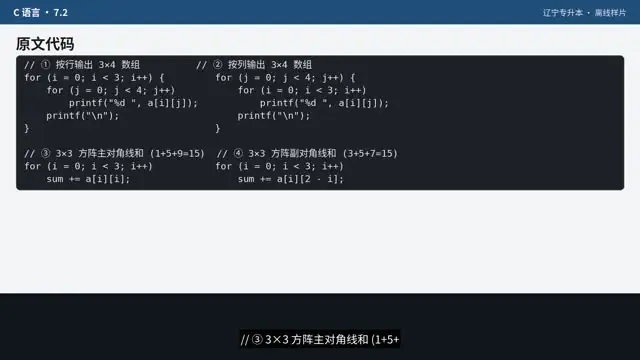 C 语言 • 7.2
辽宁专升本 • 离线样片
原文代码
// ① 按行输出 3×4 数组 // ② 按列输出 3×4 数组
for (i = 0; i < 3; i++) { for (j = 0; j < 4; j++) {
for (j = 0; j < 4; j++) for (i = 0; i < 3; i++)
printf("%d ", a[i][j]); printf("%d ", a[i][j]);
printf("\n"); printf("\n");
} }
// ③ 3×3 方阵主对角线和 (1+5+9=15) // ④ 3×3 方阵副对角线和 (3+5+7=15)
for (i = 0; i < 3; i++) for (i = 0; i < 3; i++)
sum += a[i][i]; sum += a[i][2 - i];
// ③ 3×3 方阵主对角线和 (1+5+